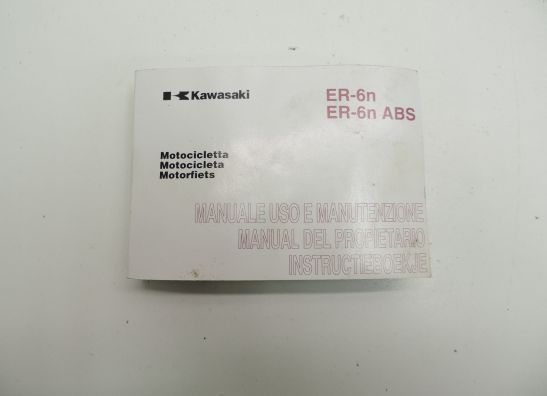 Kawasaki
ER-6n
ER-6n ABS
Motocicletta
Motocicleta
Motorfiets
MANUALE USO E MANUTENZIONE
MANUAL DEL PROPIETARIO
INSTRUCTIEBOEKJE